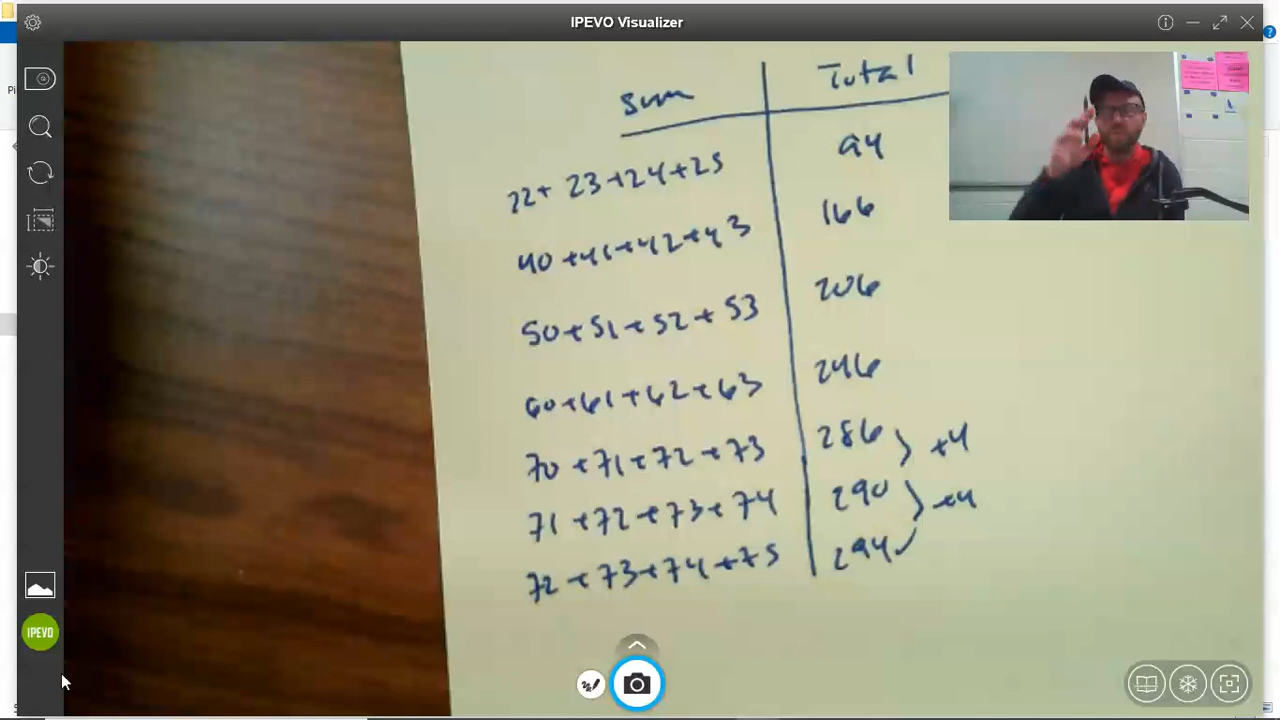 IPEVO Visualizer
Sum Total
22+ 23+24+25 94
40+41+42+43 166
50+51+52+53 206
60+61+62+63 246
70+71+72+73 286 +4
71+72+73+74 290 +4
72+73+74+75 294 ✓
IPEVO